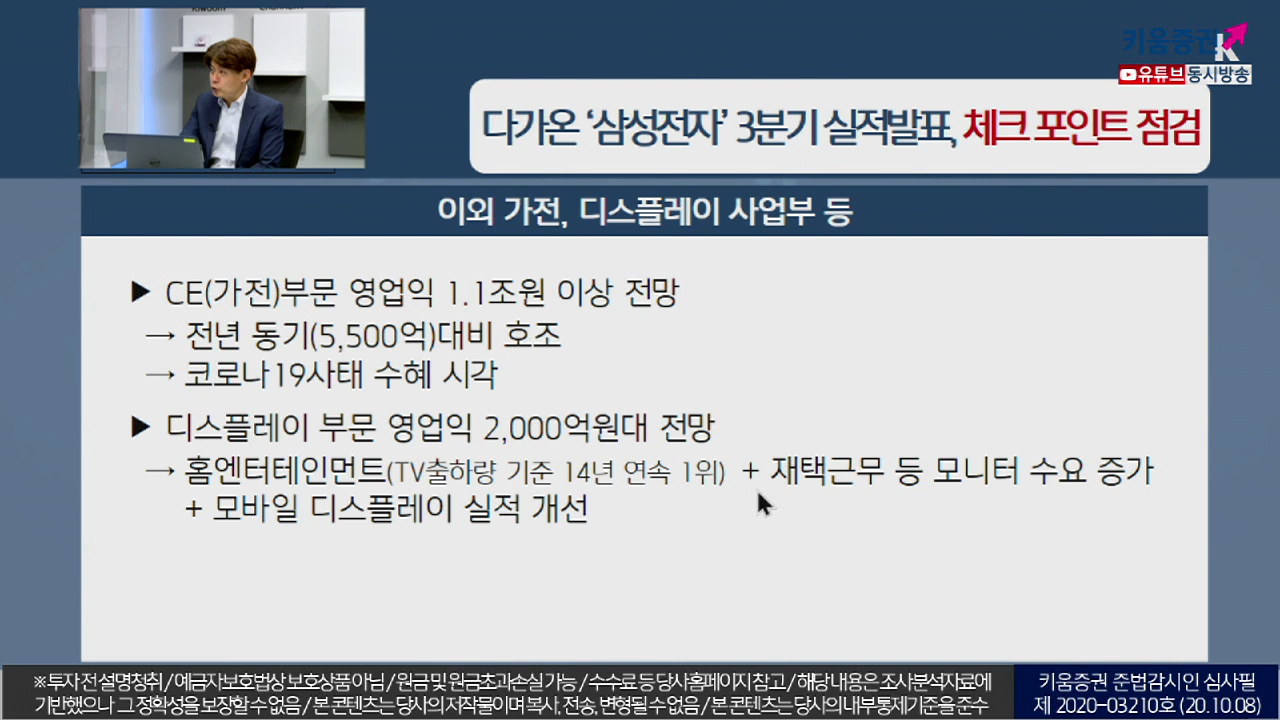 Kiwoom
키움증권
유튜브 동시방송
다가온 ‘삼성전자’ 3분기 실적발표, 체크 포인트 점검
이외 가전, 디스플레이 사업부 등
▶ CE(가전)부문 영업익 1.1조원 이상 전망
→ 전년 동기(5,500억)대비 호조
→ 코로나19사태 수혜 시각
▶ 디스플레이 부문 영업익 2,000억원대 전망
→ 홈엔터테인먼트(TV출하량 기준 14년 연속 1위) + 재택근무 등 모니터 수요 증가
+ 모바일 디스플레이 실적 개선
※ 투자 전 설명청취 / 예금자보호법상 보호상품 아님 / 원금 및 원금초과손실 가능 / 수수료 등 당사 홈페이지 참고 / 해당 내용은 조사분석자료에
기반했으나 그 정확성을 보장할 수 없음 / 본 콘텐츠는 당사의 저작물이며 복사, 전송, 변형될 수 없음 / 본 콘텐츠는 당사의 내부통제기준을 준수
키움증권 준법감시인 심사필
제 2020-03210호 (20.10.08)